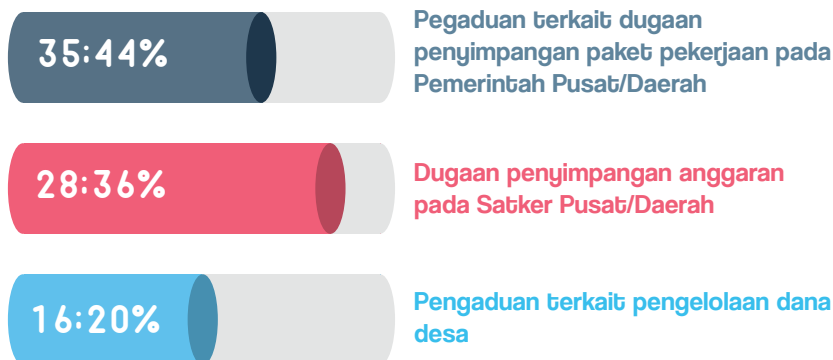 35:44%
Pegaduan terkait dugaan
penyimpangan paket pekerjaan pada
Pemerintah Pusat/Daerah
28:36%
Dugaan penyimpangan anggaran
pada Satker Pusat/Daerah
16:20%
Pengaduan terkait pengelolaan dana
desa